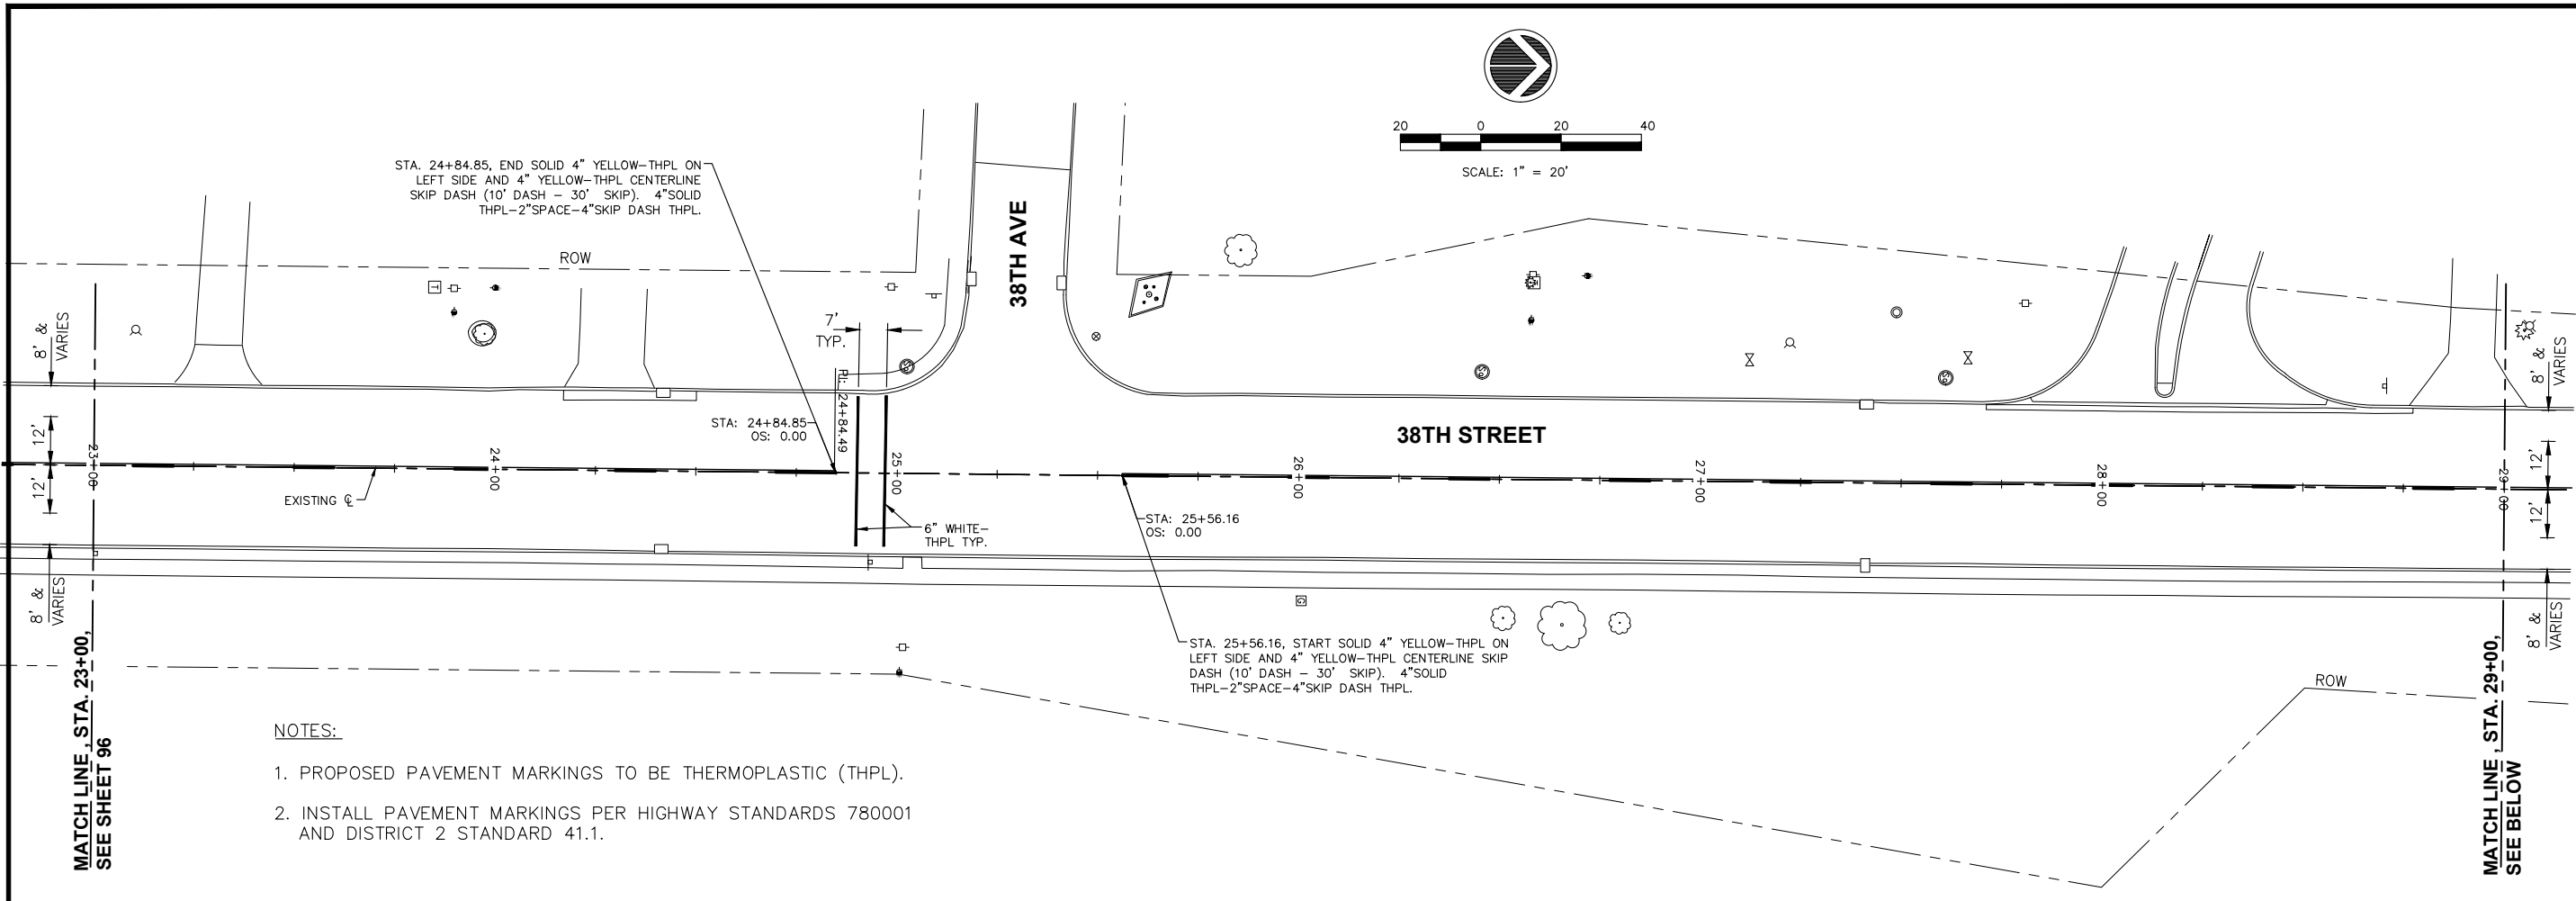 20 0 20 40
SCALE: 1" = 20'
STA. 24+84.85, END SOLID 4" YELLOW-THPL ON
LEFT SIDE AND 4" YELLOW-THPL CENTERLINE
SKIP DASH (10' DASH - 30' SKIP). 4"SOLID
THPL-2"SPACE-4"SKIP DASH THPL.
ROW
38TH AVE
T
7'
TYP.
8' &
VARIES
8' &
VARIES
PI: 24+84.49
STA: 24+84.85
OS: 0.00
38TH STREET
12'
12'
12'
12'
23+00
24+00
25+00
26+00
27+00
28+00
29+00
EXISTING ℄
6" WHITE-
THPL TYP.
STA: 25+56.16
OS: 0.00
8' &
VARIES
8' &
VARIES
G
STA. 25+56.16, START SOLID 4" YELLOW-THPL ON
LEFT SIDE AND 4" YELLOW-THPL CENTERLINE SKIP
DASH (10' DASH - 30' SKIP). 4"SOLID
THPL-2"SPACE-4"SKIP DASH THPL.
ROW
MATCH LINE, STA. 23+00,
SEE SHEET 96
MATCH LINE, STA. 29+00,
SEE BELOW
NOTES:
1. PROPOSED PAVEMENT MARKINGS TO BE THERMOPLASTIC (THPL).
2. INSTALL PAVEMENT MARKINGS PER HIGHWAY STANDARDS 780001
AND DISTRICT 2 STANDARD 41.1.